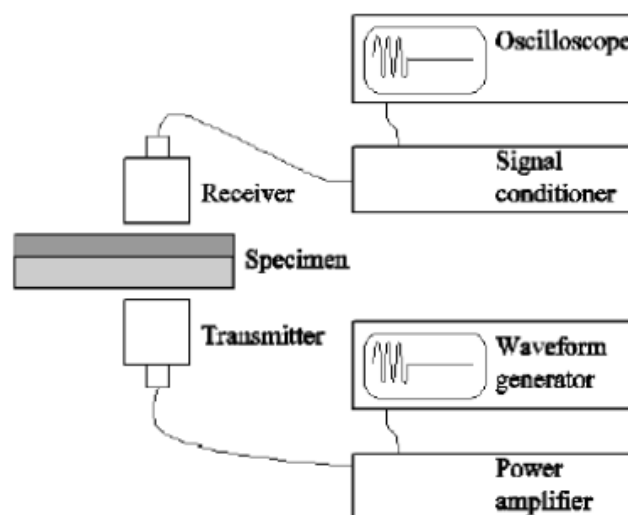 Oscilloscope
Signal
conditioner
Receiver
Specimen
Transmitter
Waveform
generator
Power
amplifier